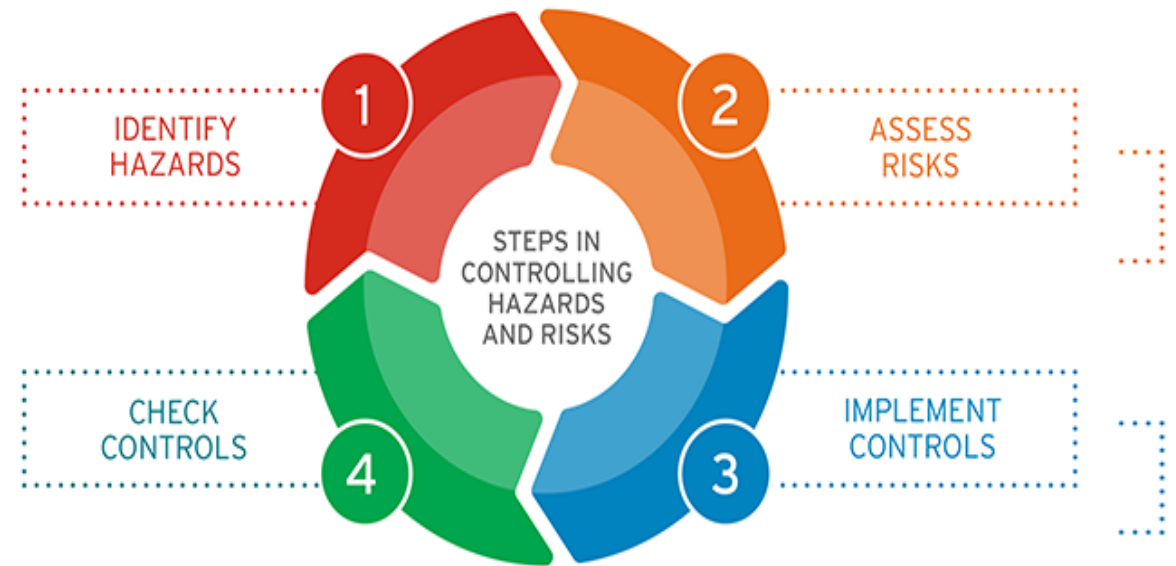 1
IDENTIFY
HAZARDS
2
ASSESS
RISKS
STEPS IN
CONTROLLING
HAZARDS
AND RISKS
3
IMPLEMENT
CONTROLS
4
CHECK
CONTROLS